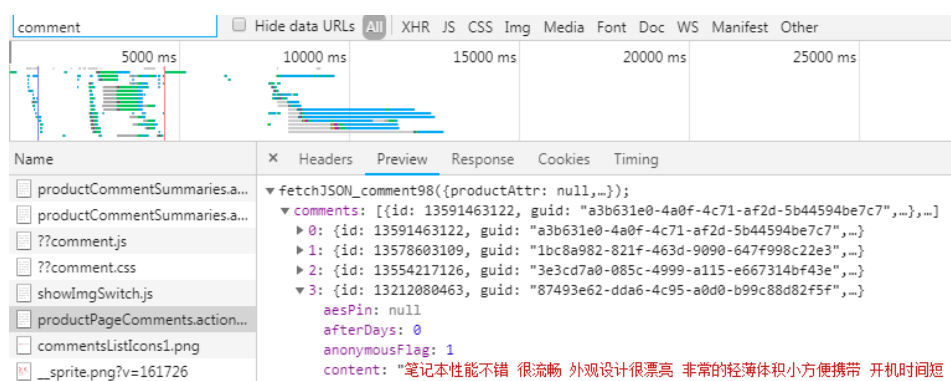 comment
Hide data URLs All XHR JS CSS Img Media Font Doc WS Manifest Other
5000 ms 10000 ms 15000 ms 20000 ms 25000 ms
Name
× Headers Preview Response Cookies Timing
productCommentSummaries.a...
productCommentSummaries.a...
??comment.js
??comment.css
showImgSwitch.js
productPageComments.action...
commentsListIcons1.png
__sprite.png?v=161726
▼fetchJSON_comment98({productAttr: null,…});
▼comments: [{id: 13591463122, guid: "a3b631e0-4a0f-4c71-af2d-5b44594be7c7",…},…]
▶0: {id: 13591463122, guid: "a3b631e0-4a0f-4c71-af2d-5b44594be7c7",…}
▶1: {id: 13578603109, guid: "1bc8a982-821f-463d-9090-647f998c22e3",…}
▶2: {id: 13554217126, guid: "3e3cd7a0-085c-4999-a115-e667314bf43e",…}
▼3: {id: 13212080463, guid: "87493e62-dda6-4c95-a0d0-b99c88d82f5f",…}
aesPin: null
afterDays: 0
anonymousFlag: 1
content: "笔记本性能不错 很流畅 外观设计很漂亮 非常的轻薄体积小方便携带 开机时间短